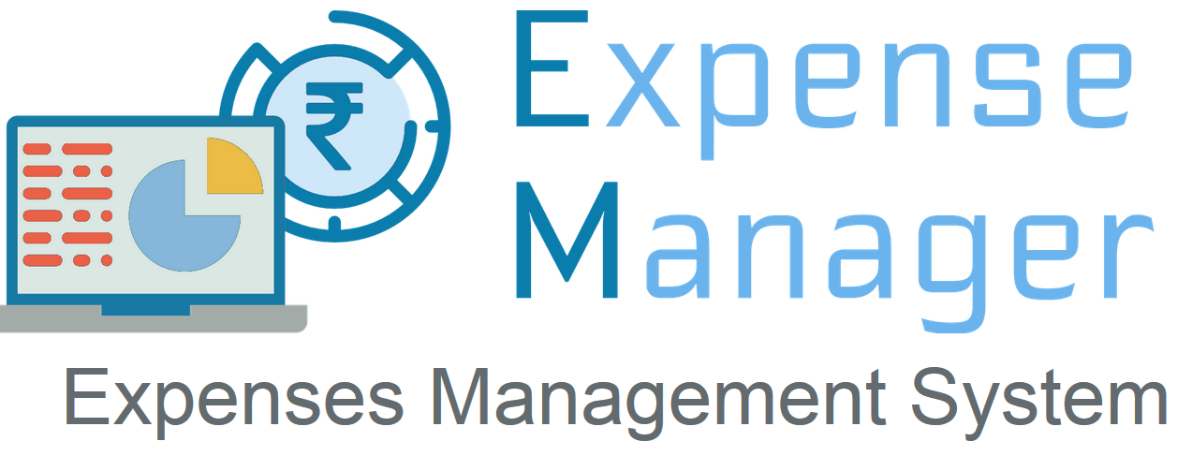 ₹
Expense
Manager
Expenses Management System